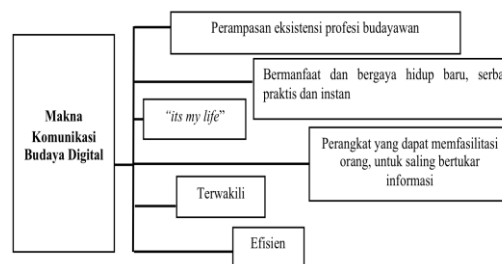 Perampasan eksistensi profesi budayawan
Bermanfaat dan bergaya hidup baru, serba
praktis dan instan
Makna
Komunikasi
Budaya Digital
“its my life”
Perangkat yang dapat memfasilitasi
orang, untuk saling bertukar
informasi
Terwakili
Efisien